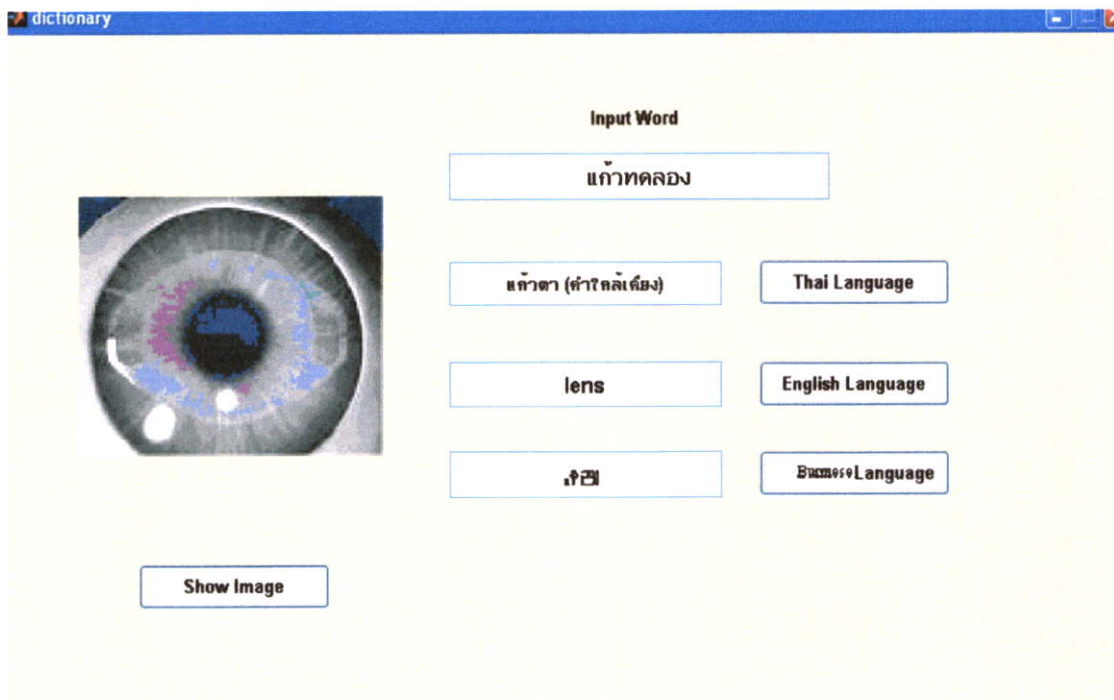 dictionary
Input Word
แก้วทดลอง
แก้วตา (คำใกล้เคียง)
Thai Language
lens
English Language
Burmese Language
Show Image